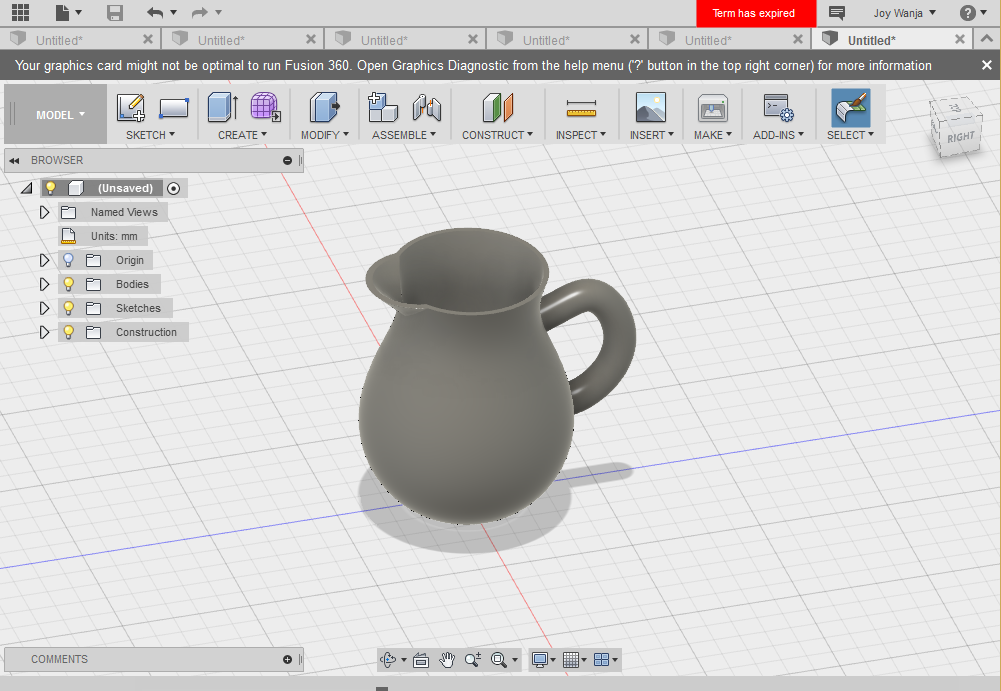 Term has expired
Joy Wanja
?
Untitled*
Untitled*
Untitled*
Untitled*
Untitled*
Untitled*
Your graphics card might not be optimal to run Fusion 360. Open Graphics Diagnostic from the help menu ('?' button in the top right corner) for more information
MODEL
SKETCH
CREATE
MODIFY
ASSEMBLE
CONSTRUCT
INSPECT
INSERT
MAKE
ADD-INS
SELECT
RIGHT
BROWSER
(Unsaved)
Named Views
Units: mm
Origin
Bodies
Sketches
Construction
COMMENTS